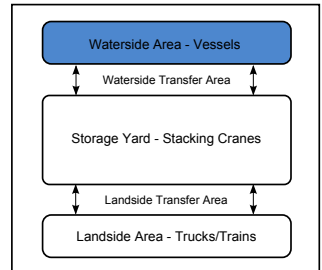 Waterside Area - Vessels
Waterside Transfer Area
Storage Yard - Stacking Cranes
Landside Transfer Area
Landside Area - Trucks/Trains